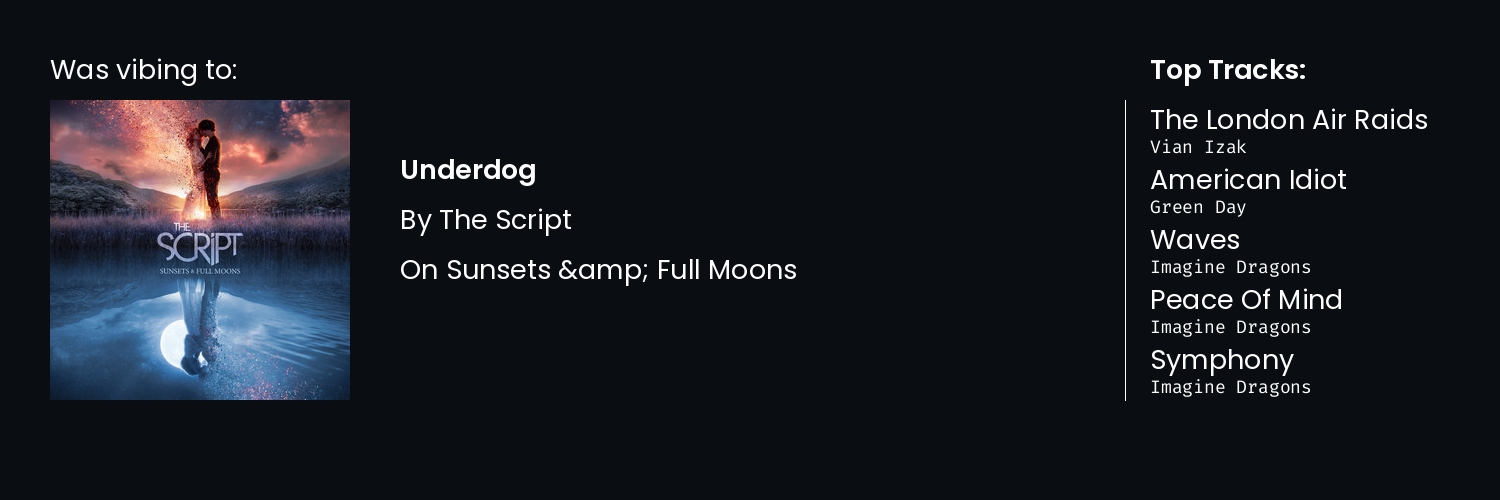 Was vibing to:
THE
SCRIPT
SUNSETS & FULL MOONS
Underdog
By The Script
On Sunsets &amp; Full Moons
Top Tracks:
The London Air Raids
Vian Izak
American Idiot
Green Day
Waves
Imagine Dragons
Peace Of Mind
Imagine Dragons
Symphony
Imagine Dragons